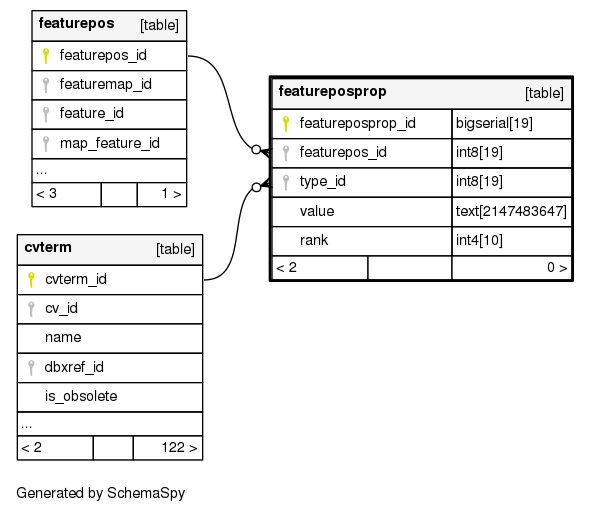 featurepos [table]
featurepos_id
featuremap_id
feature_id
map_feature_id
...
< 3 1 >
featureposprop [table]
featureposprop_id bigserial[19]
featurepos_id int8[19]
type_id int8[19]
value text[2147483647]
rank int4[10]
< 2 0 >
cvterm [table]
cvterm_id
cv_id
name
dbxref_id
is_obsolete
...
< 2 122 >
Generated by SchemaSpy